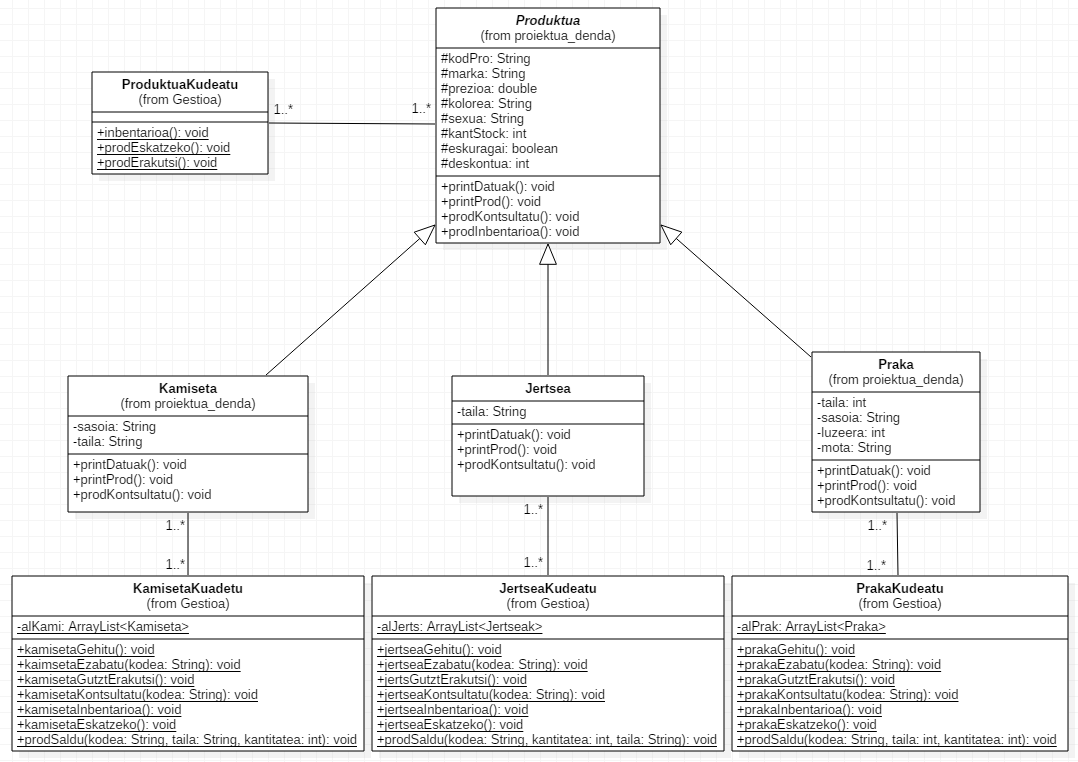 Produktua
(from proiektua_denda)
#kodPro: String
#marka: String
#prezioa: double
#kolorea: String
#sexua: String
#kantStock: int
#eskuragai: boolean
#deskontua: int
+printDatuak(): void
+printProd(): void
+prodKontsultatu(): void
+prodInbentarioa(): void
ProduktuaKudeatu
(from Gestioa)
+inbentarioa(): void
+prodEskatzeko(): void
+prodErakutsi(): void
1..*
1..*
Kamiseta
(from proiektua_denda)
-sasoia: String
-taila: String
+printDatuak(): void
+printProd(): void
+prodKontsultatu(): void
Jertsea
-taila: String
+printDatuak(): void
+printProd(): void
+prodKontsultatu(): void
Praka
(from proiektua_denda)
-taila: int
-sasoia: String
-luzeera: int
-mota: String
+printDatuak(): void
+printProd(): void
+prodKontsultatu(): void
1..*
1..*
1..*
1..*
1..*
1..*
KamisetaKuadetu
(from Gestioa)
-alKami: ArrayList<Kamiseta>
+kamisetaGehitu(): void
+kaimsetaEzabatu(kodea: String): void
+kamisetaGutztErakutsi(): void
+kamisetaKontsultatu(kodea: String): void
+kamisetaInbentarioa(): void
+kamisetaEskatzeko(): void
+prodSaldu(kodea: String, taila: String, kantitatea: int): void
JertseaKudeatu
(from Gestioa)
-alJerts: ArrayList<Jertseak>
+jertseaGehitu(): void
+jertseaEzabatu(kodea: String): void
+jertsGutztErakutsi(): void
+jertseaKontsultatu(kodea: String): void
+jertseaInbentarioa(): void
+jertseaEskatzeko(): void
+prodSaldu(kodea: String, kantitatea: int, taila: String): void
PrakaKudeatu
(from Gestioa)
-alPrak: ArrayList<Praka>
+prakaGehitu(): void
+prakaEzabatu(kodea: String): void
+prakaGutztErakutsi(): void
+prakaKontsultatu(kodea: String): void
+prakaInbentarioa(): void
+prakaEskatzeko(): void
+prodSaldu(kodea: String, taila: int, kantitatea: int): void